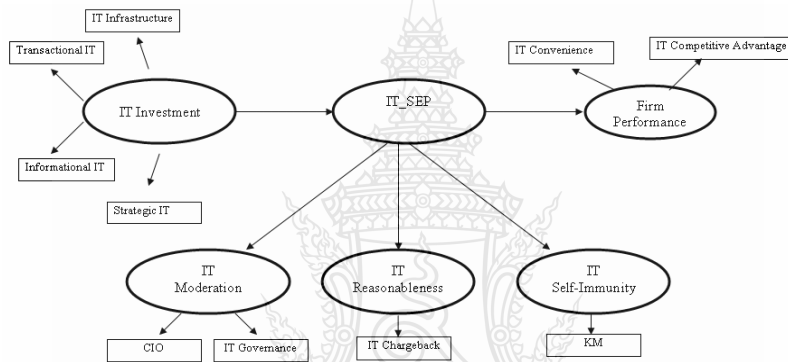 IT Infrastructure
Transactional IT
IT Investment
Informational IT
Strategic IT
IT_SEP
IT Convenience
IT Competitive Advantage
Firm
Performance
IT
Moderation
IT
Reasonableness
IT
Self-Immunity
CIO
IT Governance
IT Chargeback
KM